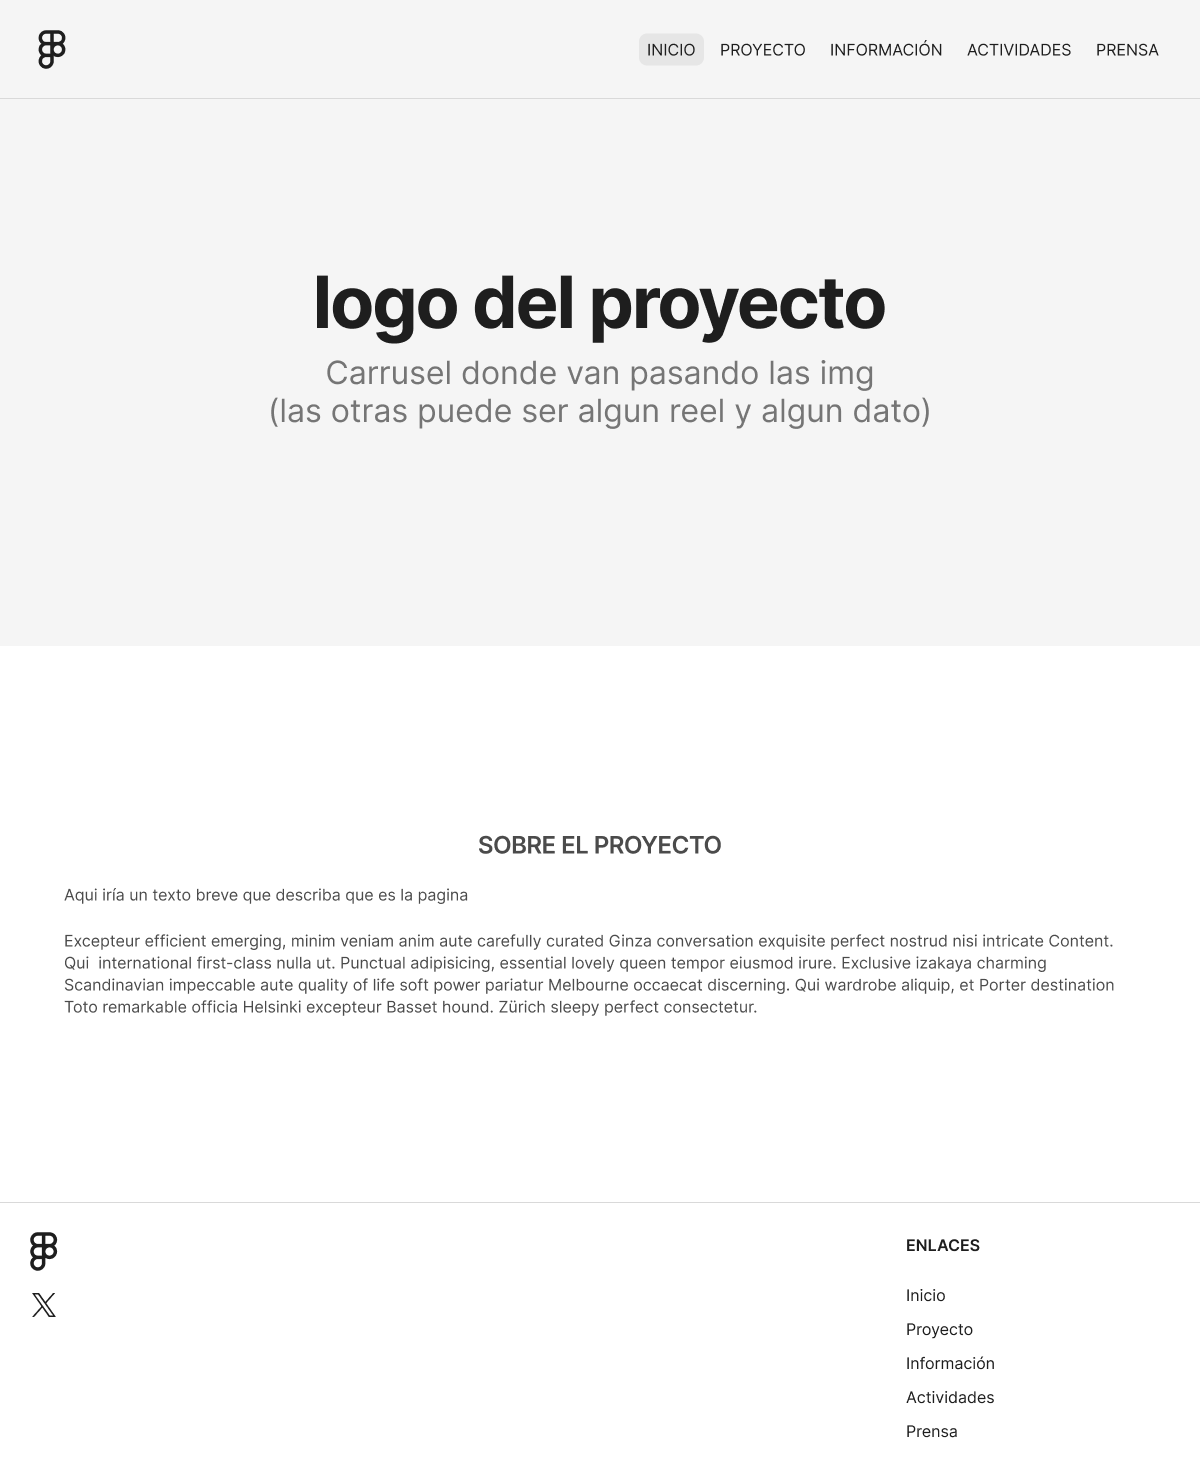 INICIO PROYECTO INFORMACIÓN ACTIVIDADES PRENSA
logo del proyecto
Carrusel donde van pasando las img
(las otras puede ser algun reel y algun dato)
SOBRE EL PROYECTO
Aqui iría un texto breve que describa que es la pagina
Excepteur efficient emerging, minim veniam anim aute carefully curated Ginza conversation exquisite perfect nostrud nisi intricate Content.
Qui  international first-class nulla ut. Punctual adipisicing, essential lovely queen tempor eiusmod irure. Exclusive izakaya charming
Scandinavian impeccable aute quality of life soft power pariatur Melbourne occaecat discerning. Qui wardrobe aliquip, et Porter destination
Toto remarkable officia Helsinki excepteur Basset hound. Zürich sleepy perfect consectetur.
ENLACES
Inicio
Proyecto
Información
Actividades
Prensa